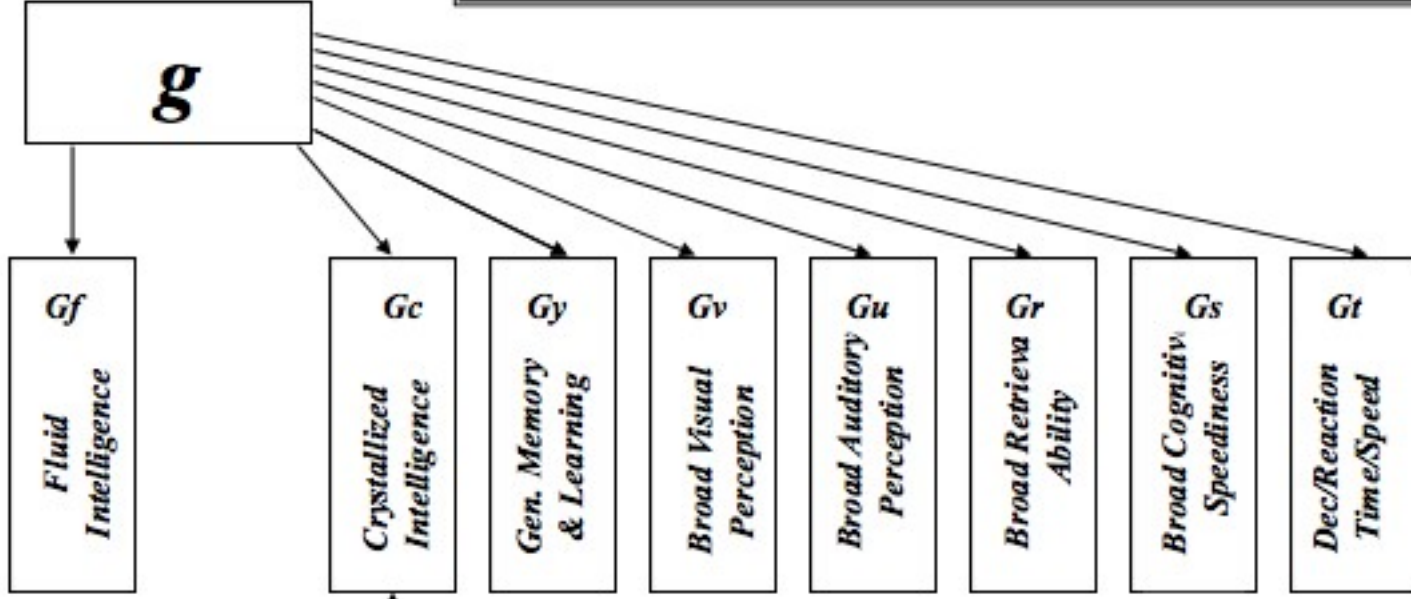 g
Gf
Fluid
Intelligence
Gc
Crystallized
Intelligence
Gy
Gen. Memory
& Learning
Gv
Broad Visual
Perception
Gu
Broad Auditory
Perception
Gr
Broad Retrieva
Ability
Gs
Broad Cognitiv
Speediness
Gt
Dec/Reaction
Time/Speed